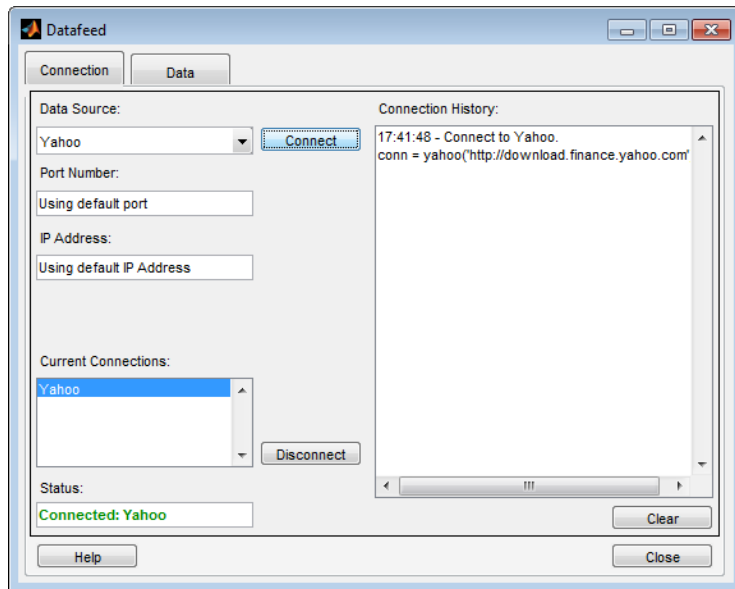 Datafeed
Connection
Data
Data Source:
Yahoo
Connect
Port Number:
Using default port
IP Address:
Using default IP Address
Current Connections:
Yahoo
Disconnect
Status:
Connected: Yahoo
Connection History:
17:41:48 - Connect to Yahoo.
conn = yahoo('http://download.finance.yahoo.com'
Clear
Help
Close